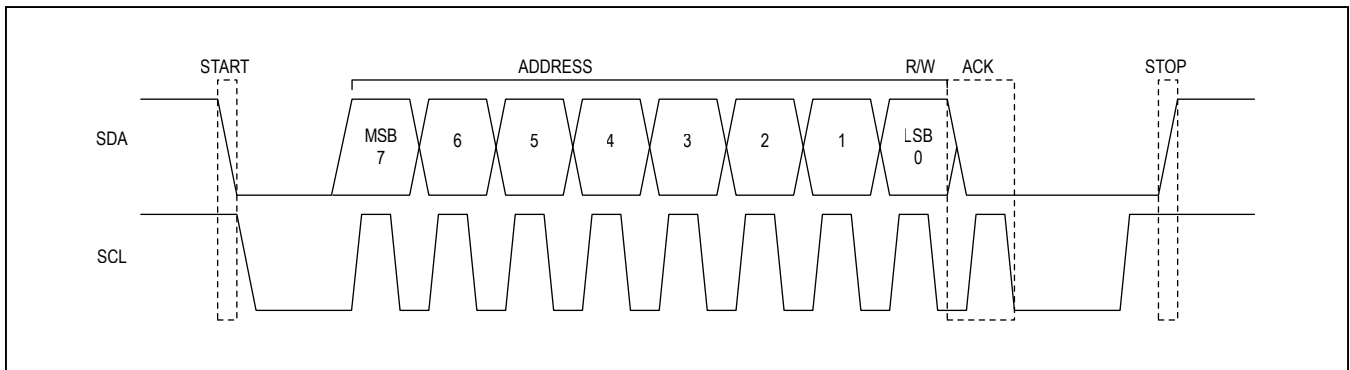 START ADDRESS R/W ACK STOP
SDA MSB 6 5 4 3 2 1 LSB
7 0
SCL